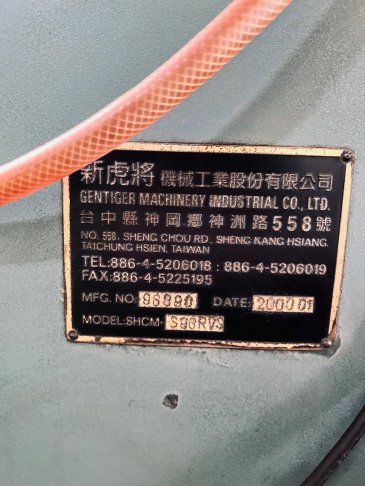 新虎將 機械工業股份有限公司
GENTIGER MACHINERY INDUSTRIAL CO., LTD.
台中縣神岡鄉神洲路558號
NO. 558, SHENG CHOU RD. SHENG KANG HSIANG.
TAICHUNG HSIEN. TAIWAN
TEL:886-4-5206018 : 886-4-5206019
FAX:886-4-5225195
MFG. NO: 96890 DATE: 2000 01
MODEL:SHCM- S96RVS